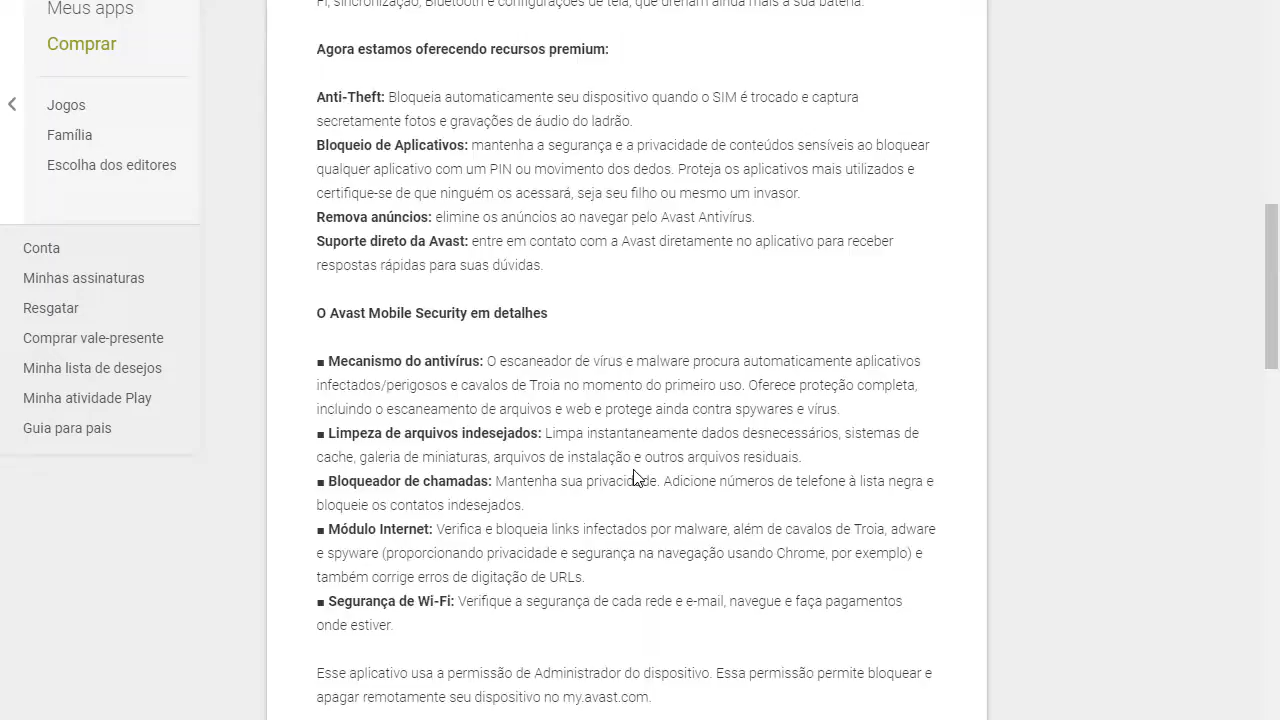 Meus apps
Comprar
Jogos
Família
Escolha dos editores
Conta
Minhas assinaturas
Resgatar
Comprar vale-presente
Minha lista de desejos
Minha atividade Play
Guia para pais
Fi, sincronização, Bluetooth e configurações de tela, que drenam ainda mais a sua bateria.
Agora estamos oferecendo recursos premium:
Anti-Theft: Bloqueia automaticamente seu dispositivo quando o SIM é trocado e captura
secretamente fotos e gravações de áudio do ladrão.
Bloqueio de Aplicativos: mantenha a segurança e a privacidade de conteúdos sensíveis ao bloquear
qualquer aplicativo com um PIN ou movimento dos dedos. Proteja os aplicativos mais utilizados e
certifique-se de que ninguém os acessará, seja seu filho ou mesmo um invasor.
Remova anúncios: elimine os anúncios ao navegar pelo Avast Antivírus.
Suporte direto da Avast: entre em contato com a Avast diretamente no aplicativo para receber
respostas rápidas para suas dúvidas.
O Avast Mobile Security em detalhes
■ Mecanismo do antivírus: O escaneador de vírus e malware procura automaticamente aplicativos
infectados/perigosos e cavalos de Troia no momento do primeiro uso. Oferece proteção completa,
incluindo o escaneamento de arquivos e web e protege ainda contra spywares e vírus.
■ Limpeza de arquivos indesejados: Limpa instantaneamente dados desnecessários, sistemas de
cache, galeria de miniaturas, arquivos de instalação e outros arquivos residuais.
■ Bloqueador de chamadas: Mantenha sua privacidade. Adicione números de telefone à lista negra e
bloqueie os contatos indesejados.
■ Módulo Internet: Verifica e bloqueia links infectados por malware, além de cavalos de Troia, adware
e spyware (proporcionando privacidade e segurança na navegação usando Chrome, por exemplo) e
também corrige erros de digitação de URLs.
■ Segurança de Wi-Fi: Verifique a segurança de cada rede e e-mail, navegue e faça pagamentos
onde estiver.
Esse aplicativo usa a permissão de Administrador do dispositivo. Essa permissão permite bloquear e
apagar remotamente seu dispositivo no my.avast.com.